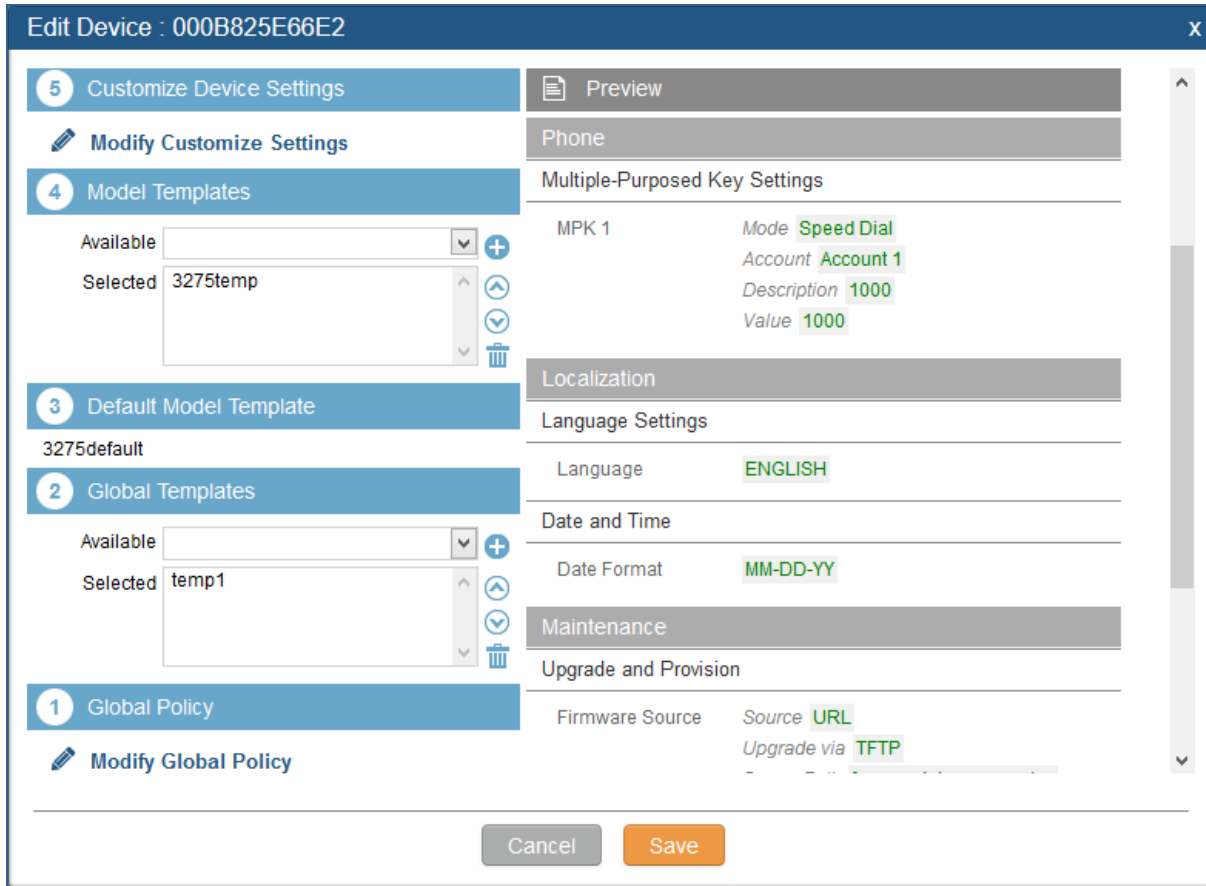 Edit Device : 000B825E66E2
X
5 Customize Device Settings
Modify Customize Settings
4 Model Templates
Available
Selected 3275temp
3 Default Model Template
3275default
2 Global Templates
Available
Selected temp1
1 Global Policy
Modify Global Policy
Preview
Phone
Multiple-Purposed Key Settings
MPK 1 Mode Speed Dial
Account Account 1
Description 1000
Value 1000
Localization
Language Settings
Language ENGLISH
Date and Time
Date Format MM-DD-YY
Maintenance
Upgrade and Provision
Firmware Source Source URL
Upgrade via TFTP
Cancel Save